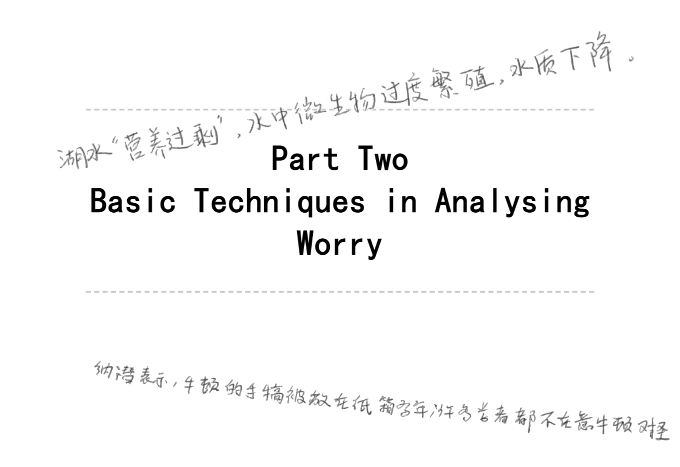 湖水“营养过剩”，水中微生物过度繁殖，水质下降。
Part Two
Basic Techniques in Analysing
Worry
纳潜表示，牛顿的手稿被放在纸箱多年，许多学者都不在意牛顿对